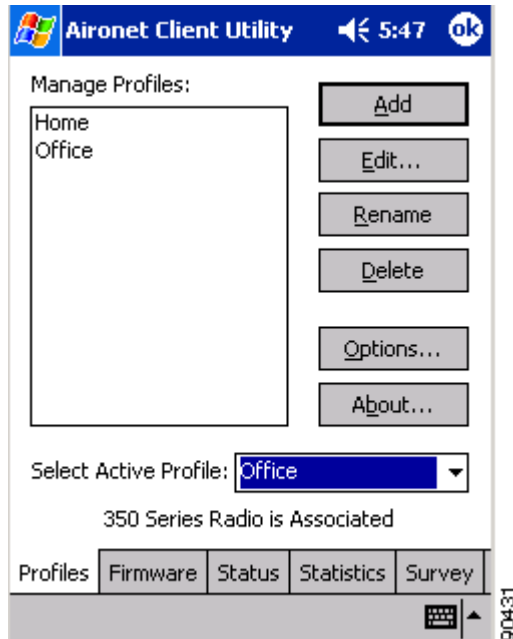 Aironet Client Utility 5:47 ok
Manage Profiles:
Home
Office
Add
Edit...
Rename
Delete
Options...
About...
Select Active Profile: Office
350 Series Radio is Associated
Profiles Firmware Status Statistics Survey
90431